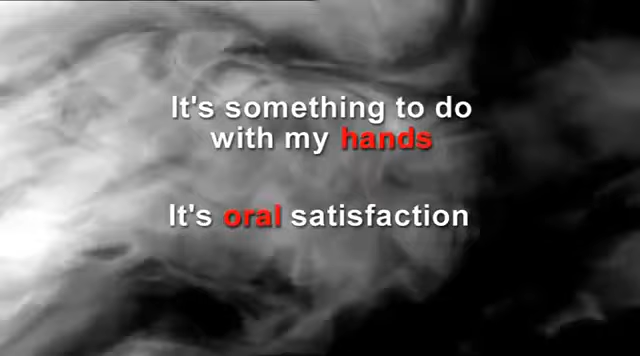 It's something to do
with my hands
It's oral satisfaction